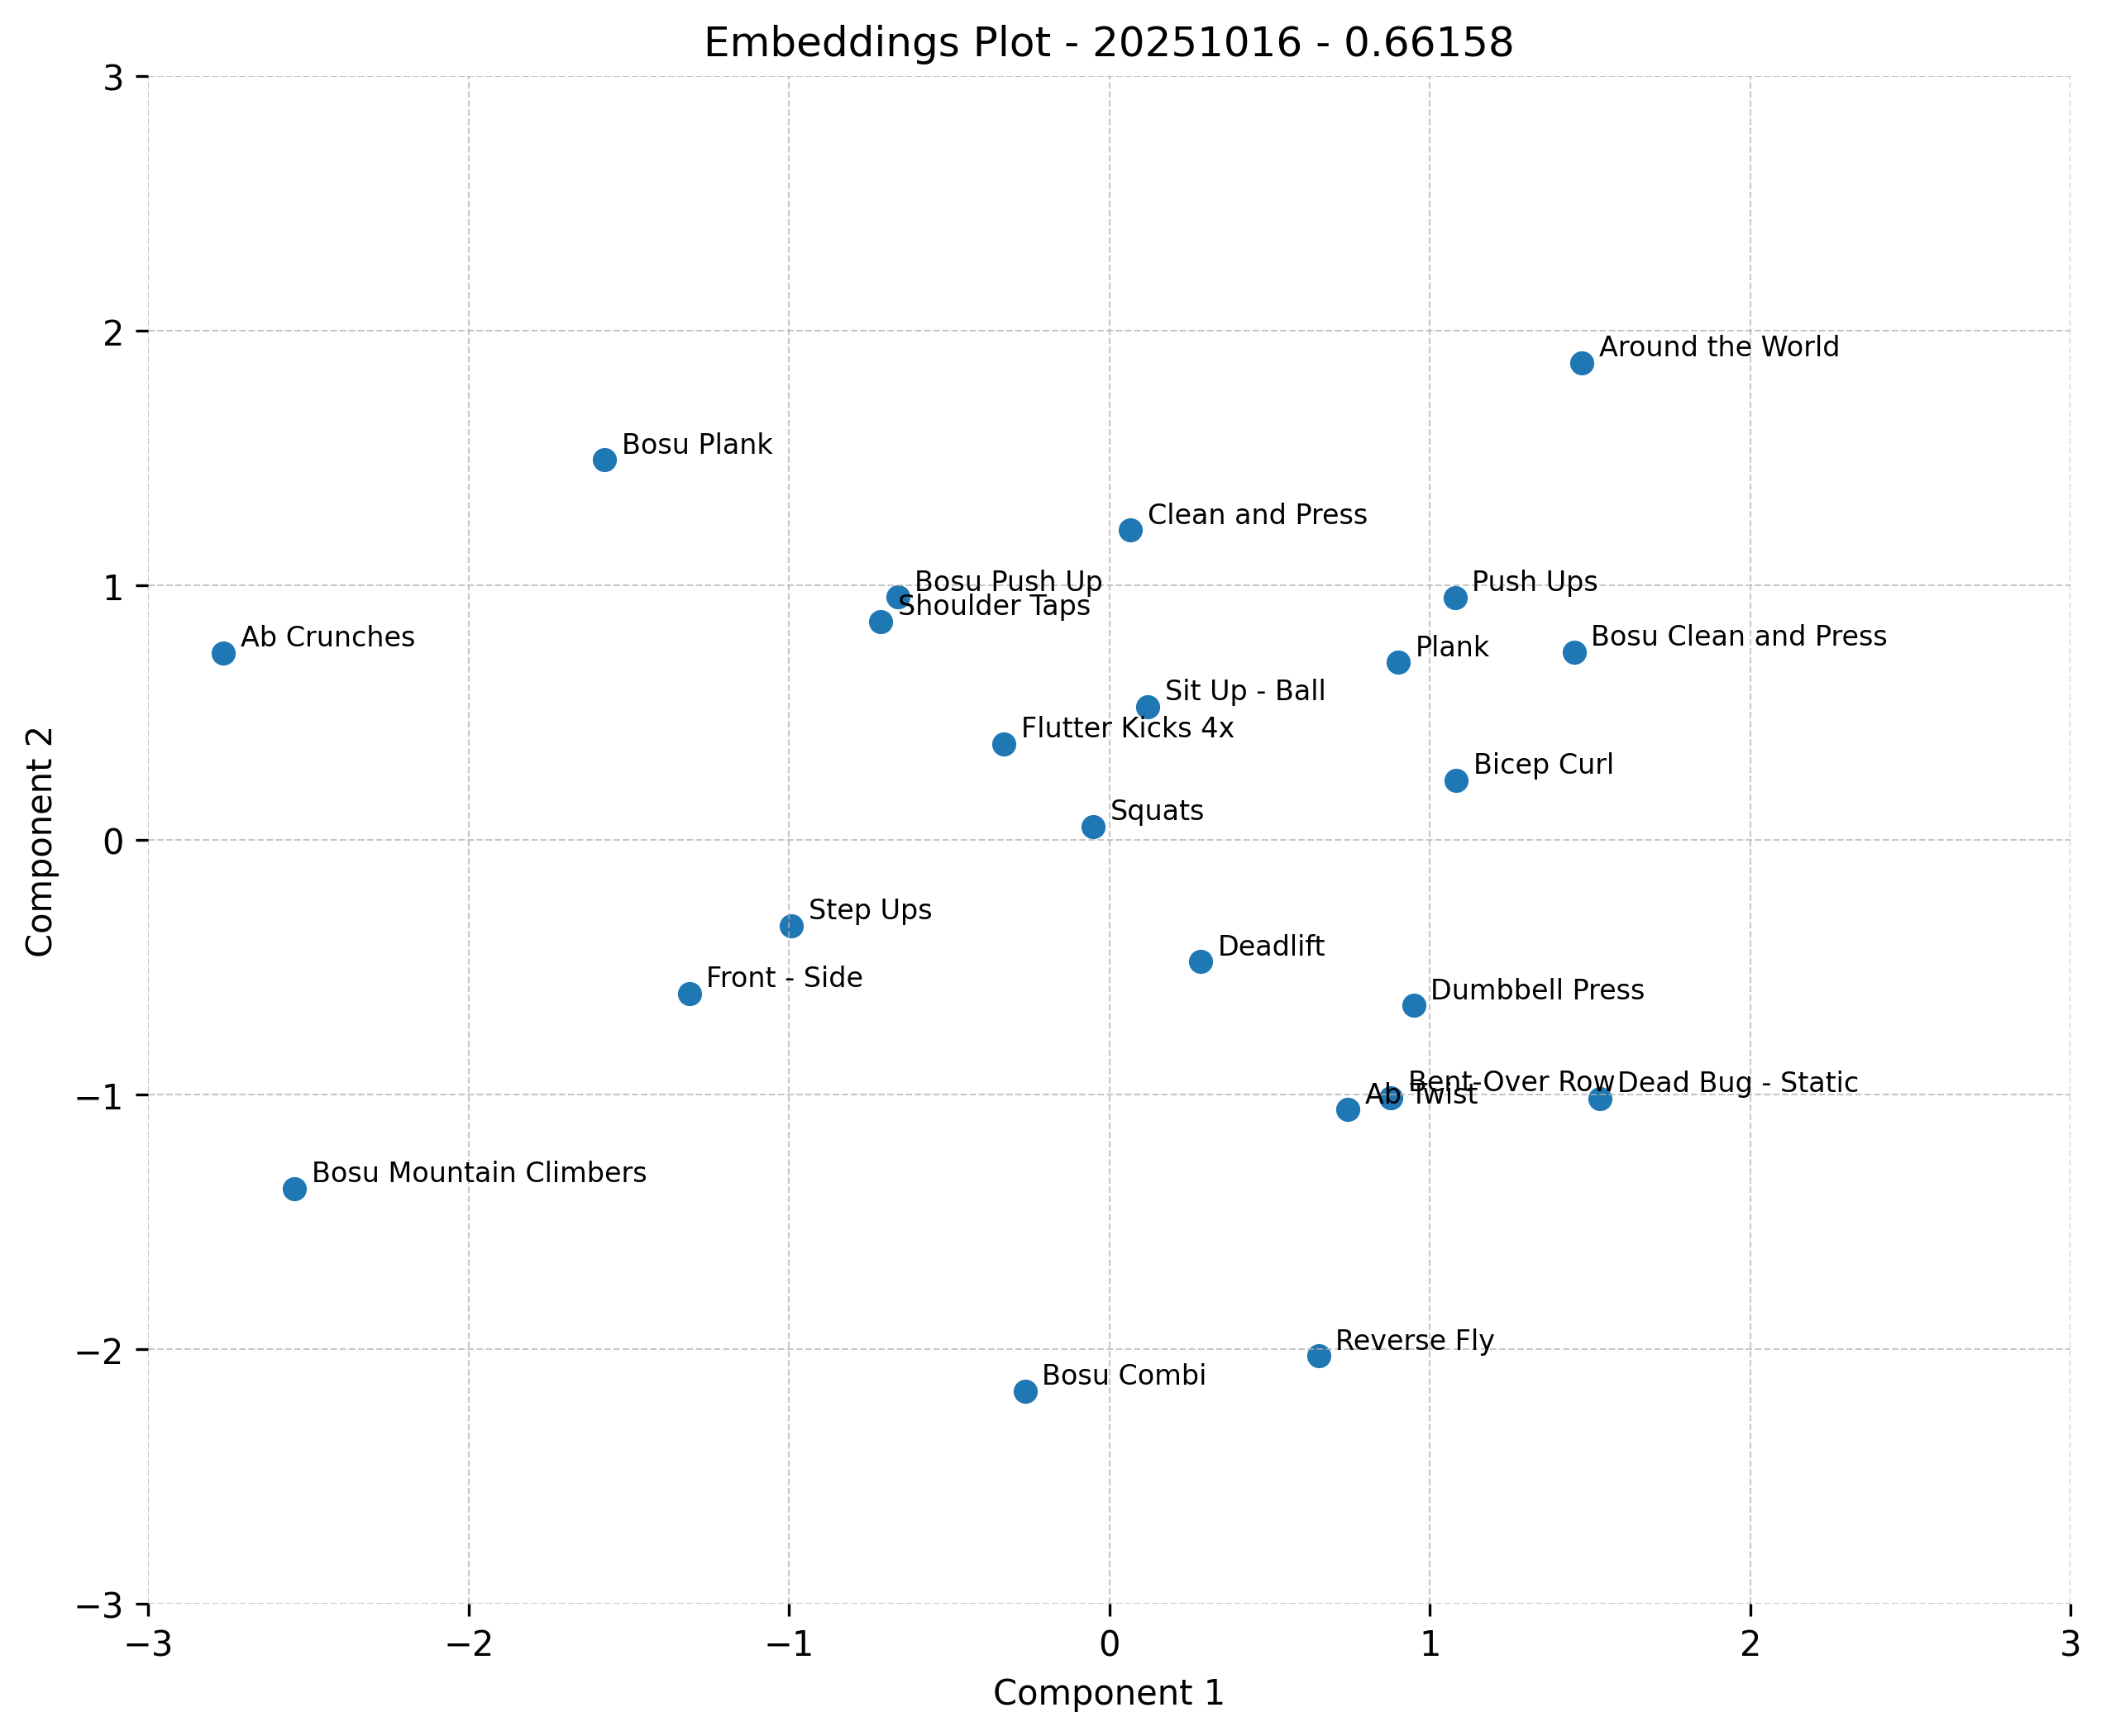 Embeddings Plot - 20251016 - 0.66158
3
2
1
0
−1
−2
−3
Component 2
Around the World
Bosu Plank
Clean and Press
Bosu Push Up
Push Ups
Shoulder Taps
Ab Crunches
Bosu Clean and Press
Plank
Sit Up - Ball
Flutter Kicks 4x
Bicep Curl
Squats
Step Ups
Deadlift
Front - Side
Dumbbell Press
Bent-Over Row
Dead Bug - Static
Ab Twist
Bosu Mountain Climbers
Reverse Fly
Bosu Combi
−3 −2 −1 0 1 2 3
Component 1